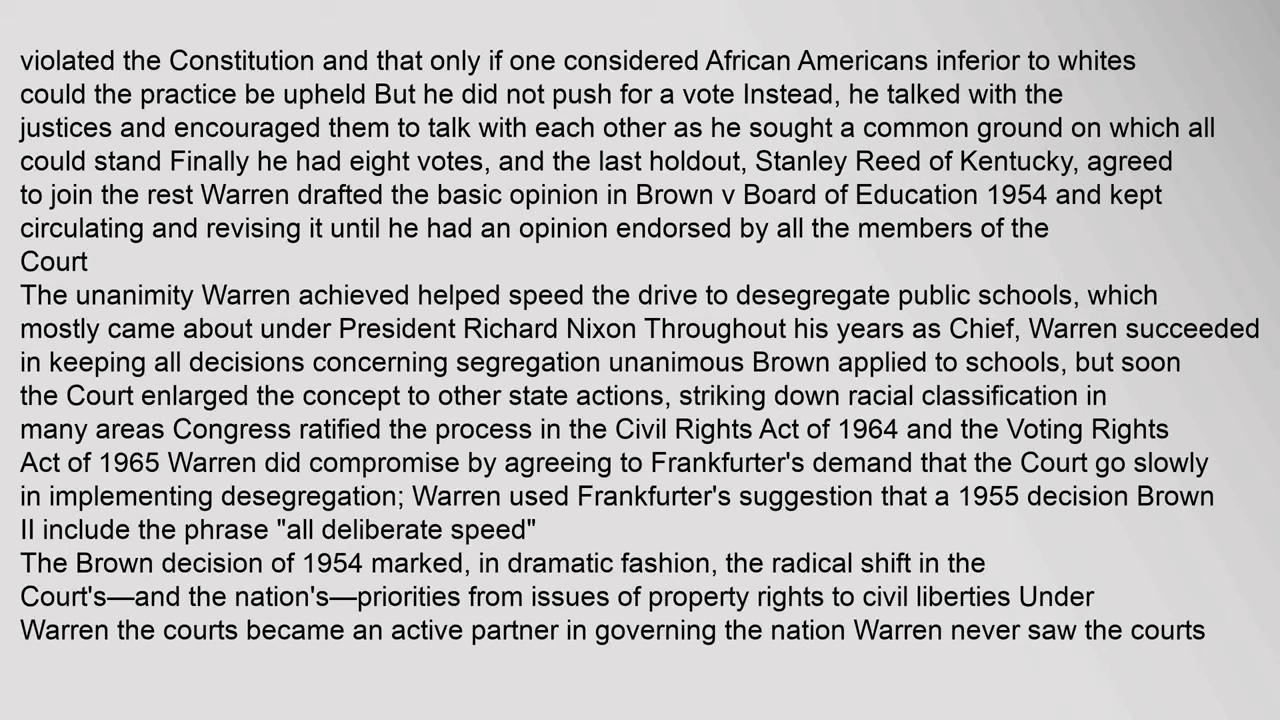 violated the Constitution and that only if one considered African Americans inferior to whites
could the practice be upheld But he did not push for a vote Instead, he talked with the
justices and encouraged them to talk with each other as he sought a common ground on which all
could stand Finally he had eight votes, and the last holdout, Stanley Reed of Kentucky, agreed
to join the rest Warren drafted the basic opinion in Brown v Board of Education 1954 and kept
circulating and revising it until he had an opinion endorsed by all the members of the
Court
The unanimity Warren achieved helped speed the drive to desegregate public schools, which
mostly came about under President Richard Nixon Throughout his years as Chief, Warren succeeded
in keeping all decisions concerning segregation unanimous Brown applied to schools, but soon
the Court enlarged the concept to other state actions, striking down racial classification in
many areas Congress ratified the process in the Civil Rights Act of 1964 and the Voting Rights
Act of 1965 Warren did compromise by agreeing to Frankfurter's demand that the Court go slowly
in implementing desegregation; Warren used Frankfurter's suggestion that a 1955 decision Brown
II include the phrase "all deliberate speed"
The Brown decision of 1954 marked, in dramatic fashion, the radical shift in the
Court's—and the nation's—priorities from issues of property rights to civil liberties Under
Warren the courts became an active partner in governing the nation Warren never saw the courts